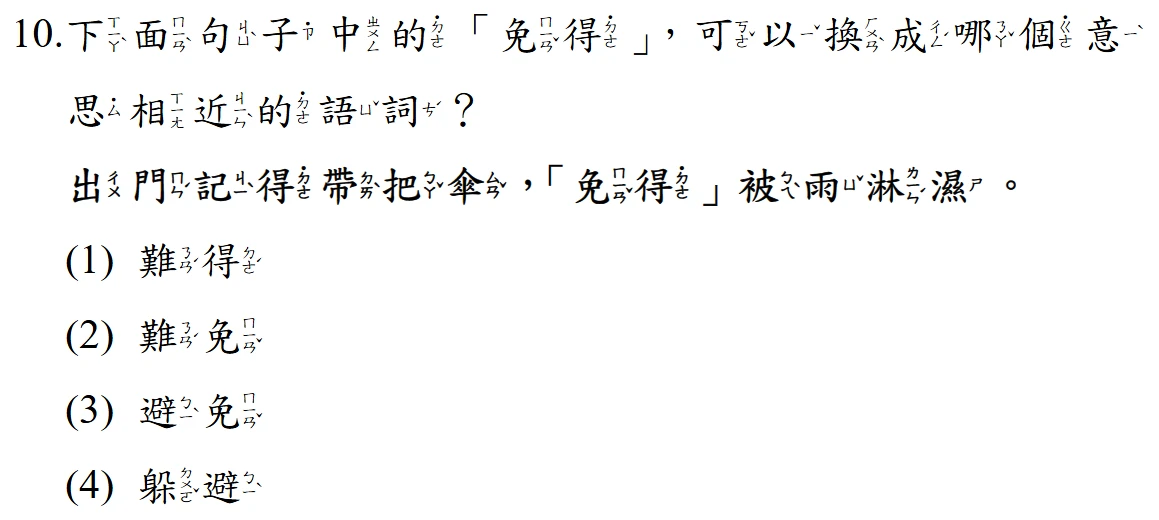 10.下面句子中的「免得」，可以換成哪個意
思相近的語詞？
出門記得帶把傘，「免得」被雨淋濕。
(1) 難得
(2) 難免
(3) 避免
(4) 躲避